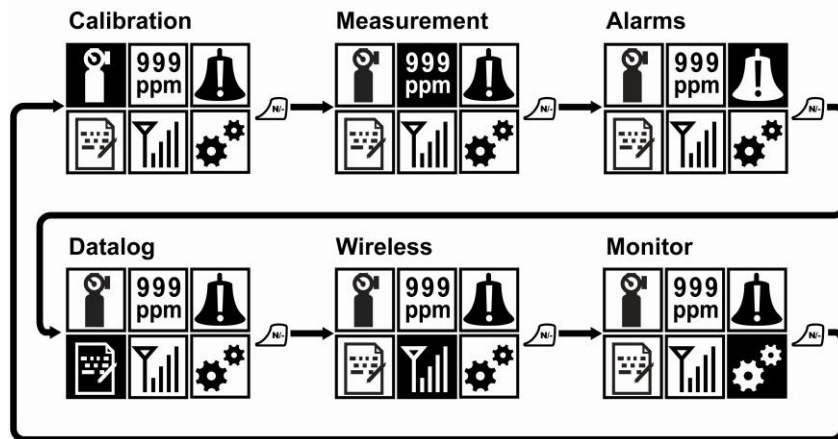 Calibration
999
ppm
N/-
Measurement
999
ppm
N/-
Alarms
999
ppm
N/-
Datalog
999
ppm
N/-
Wireless
999
ppm
N/-
Monitor
999
ppm
N/-